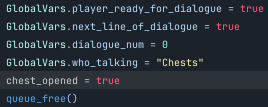 GlobalVars.player_ready_for_dialogue = true
GlobalVars.next_line_of_dialogue = true
GlobalVars.dialogue_num = 0
GlobalVars.who_talking = "Chests"
chest_opened = true
queue_free()